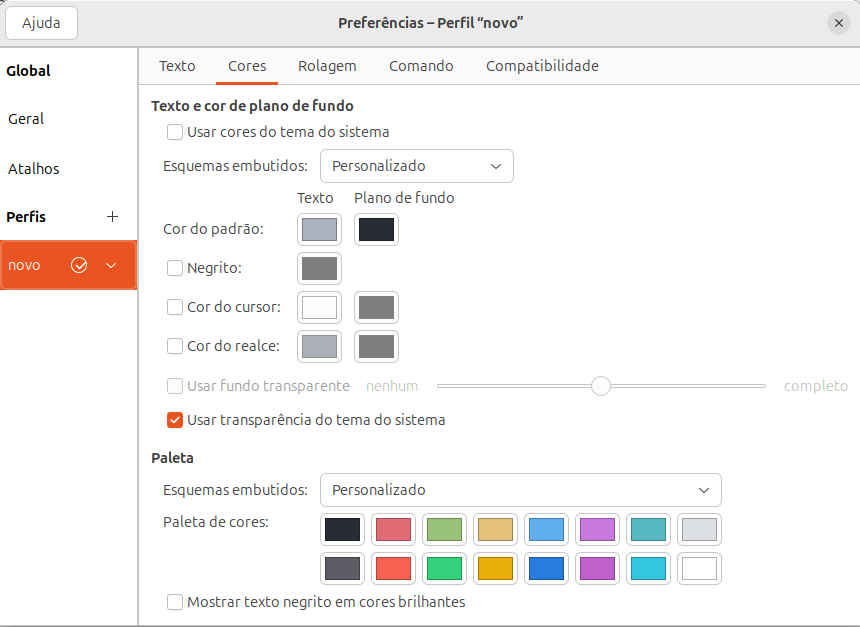 Ajuda
Preferências – Perfil “novo”
Global
Geral
Atalhos
Perfis
novo
Texto Cores Rolagem Comando Compatibilidade
Texto e cor de plano de fundo
Usar cores do tema do sistema
Esquemas embutidos: Personalizado
Texto Plano de fundo
Cor do padrão:
Negrito:
Cor do cursor:
Cor do realce:
Usar fundo transparente nenhum completo
Usar transparência do tema do sistema
Paleta
Esquemas embutidos: Personalizado
Paleta de cores:
Mostrar texto negrito em cores brilhantes